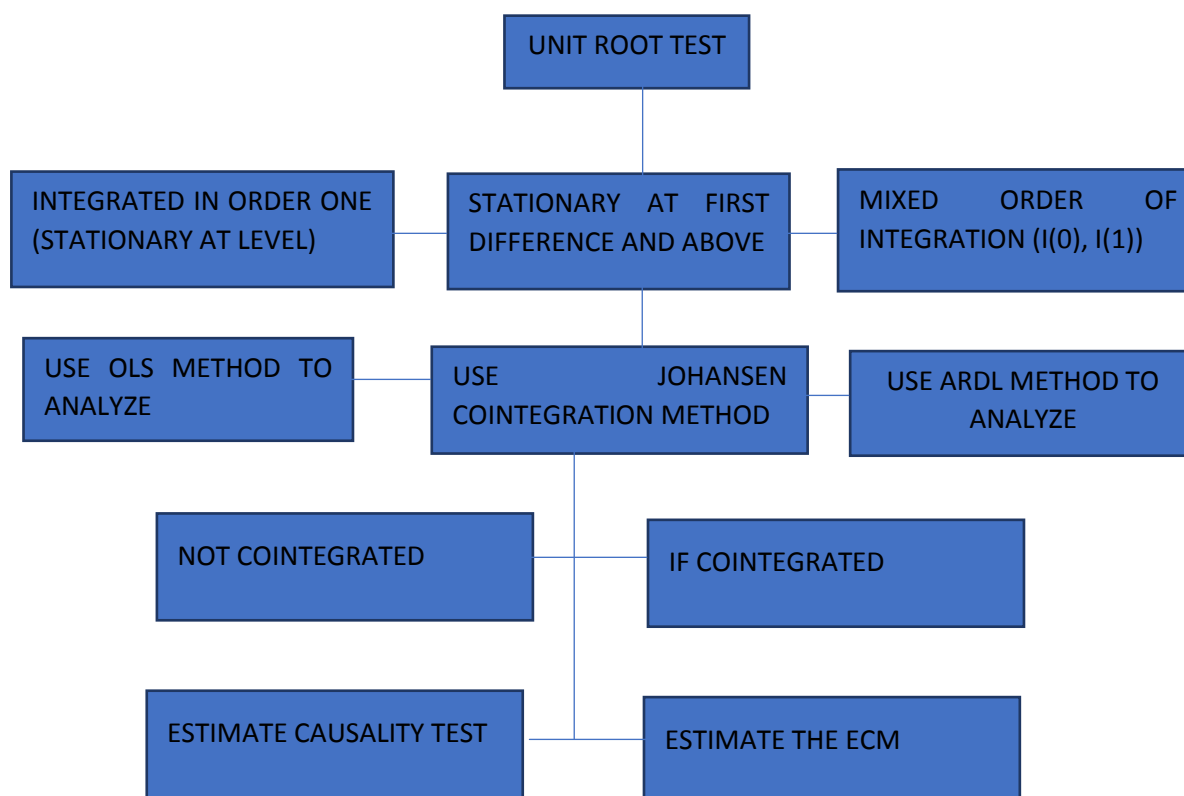 UNIT ROOT TEST
INTEGRATED IN ORDER ONE
(STATIONARY AT LEVEL)
STATIONARY AT FIRST
DIFFERENCE AND ABOVE
MIXED ORDER OF
INTEGRATION (I(0), I(1))
USE OLS METHOD TO
ANALYZE
USE JOHANSEN
COINTEGRATION METHOD
USE ARDL METHOD TO
ANALYZE
NOT COINTEGRATED
IF COINTEGRATED
ESTIMATE CAUSALITY TEST
ESTIMATE THE ECM